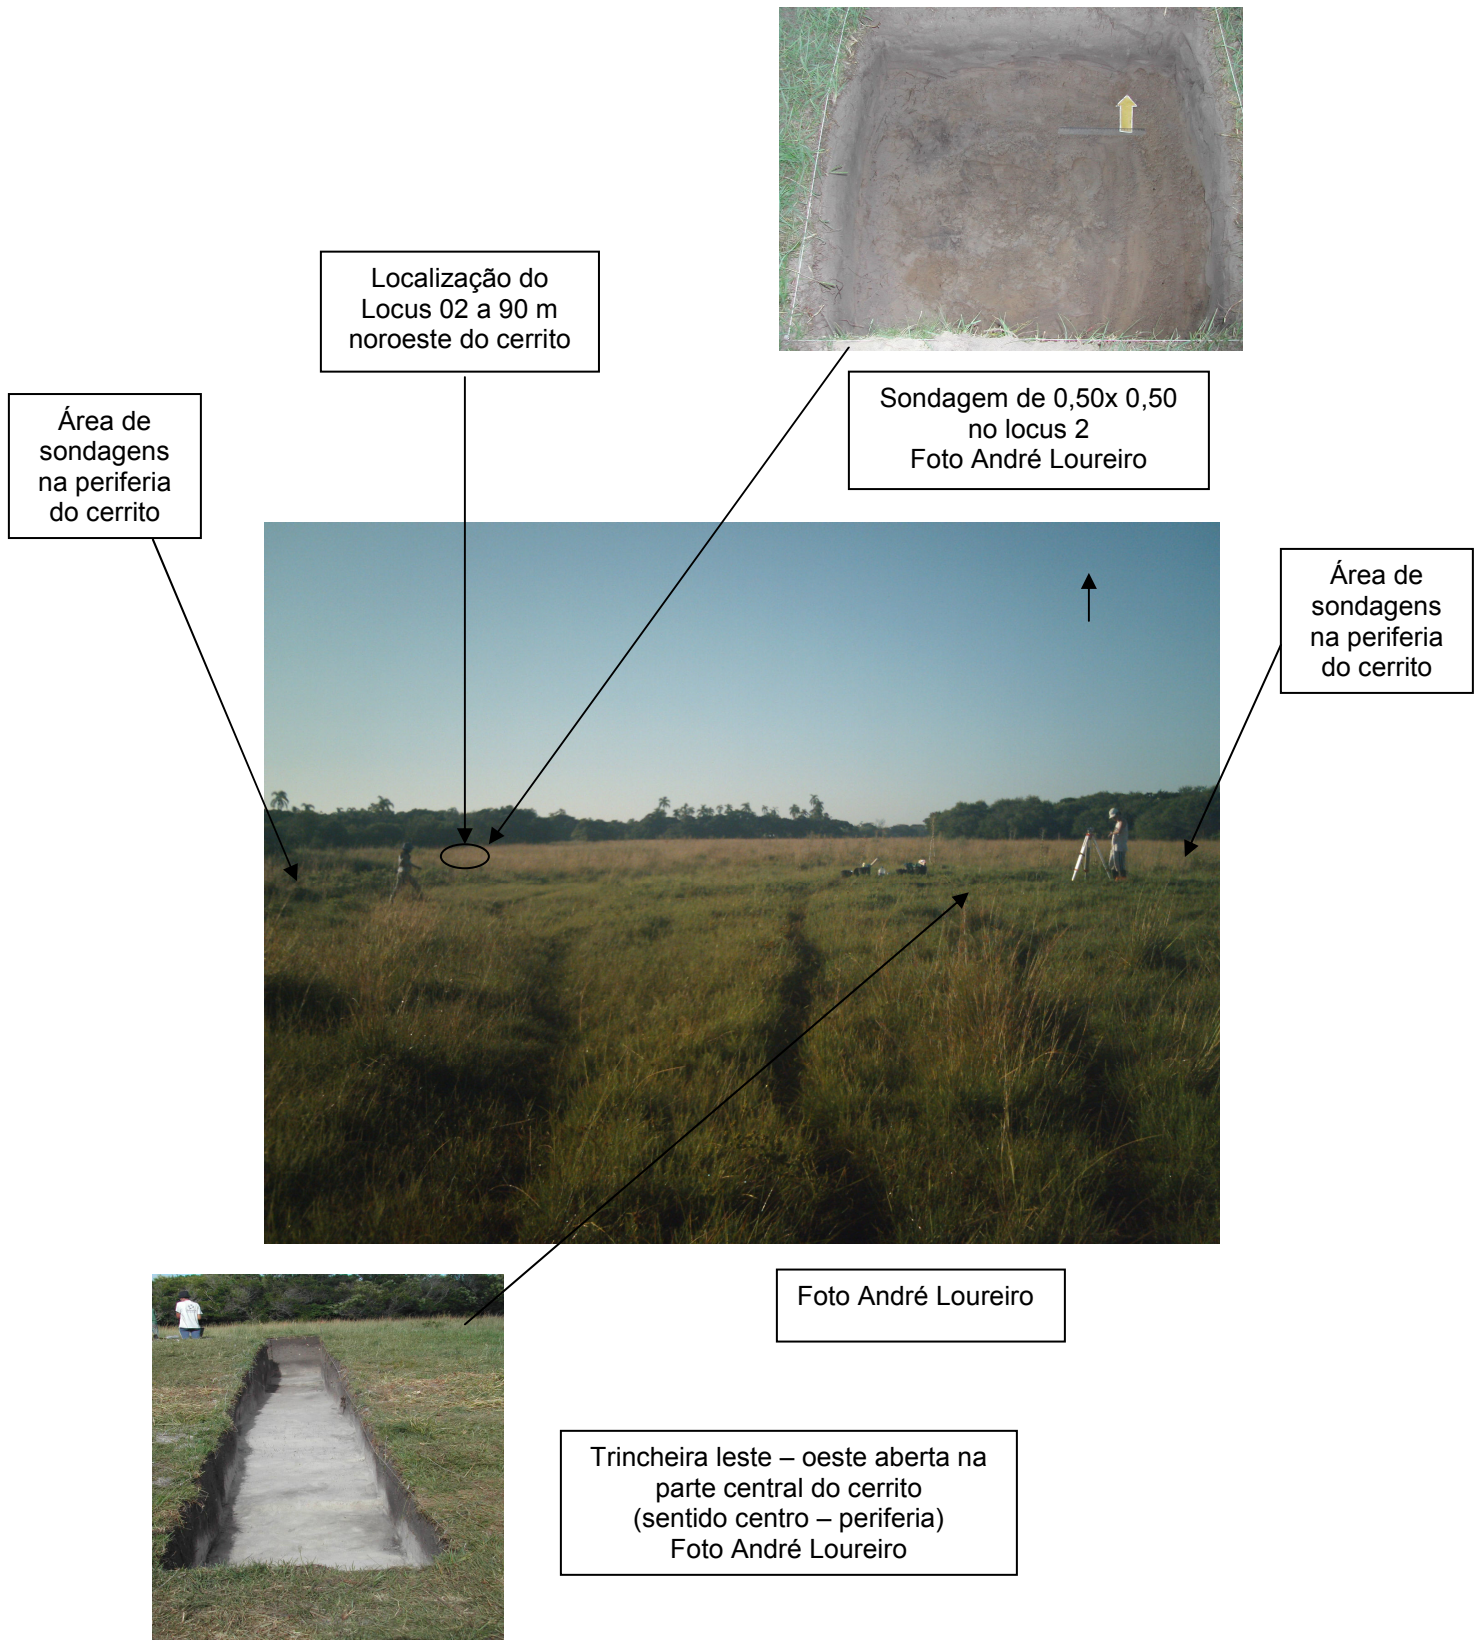 Localização do
Locus 02 a 90 m
noroeste do cerrito
Sondagem de 0,50x 0,50
no locus 2
Foto André Loureiro
Área de
sondagens
na periferia
do cerrito
Área de
sondagens
na periferia
do cerrito
Foto André Loureiro
Trincheira leste – oeste aberta na
parte central do cerrito
(sentido centro – periferia)
Foto André Loureiro